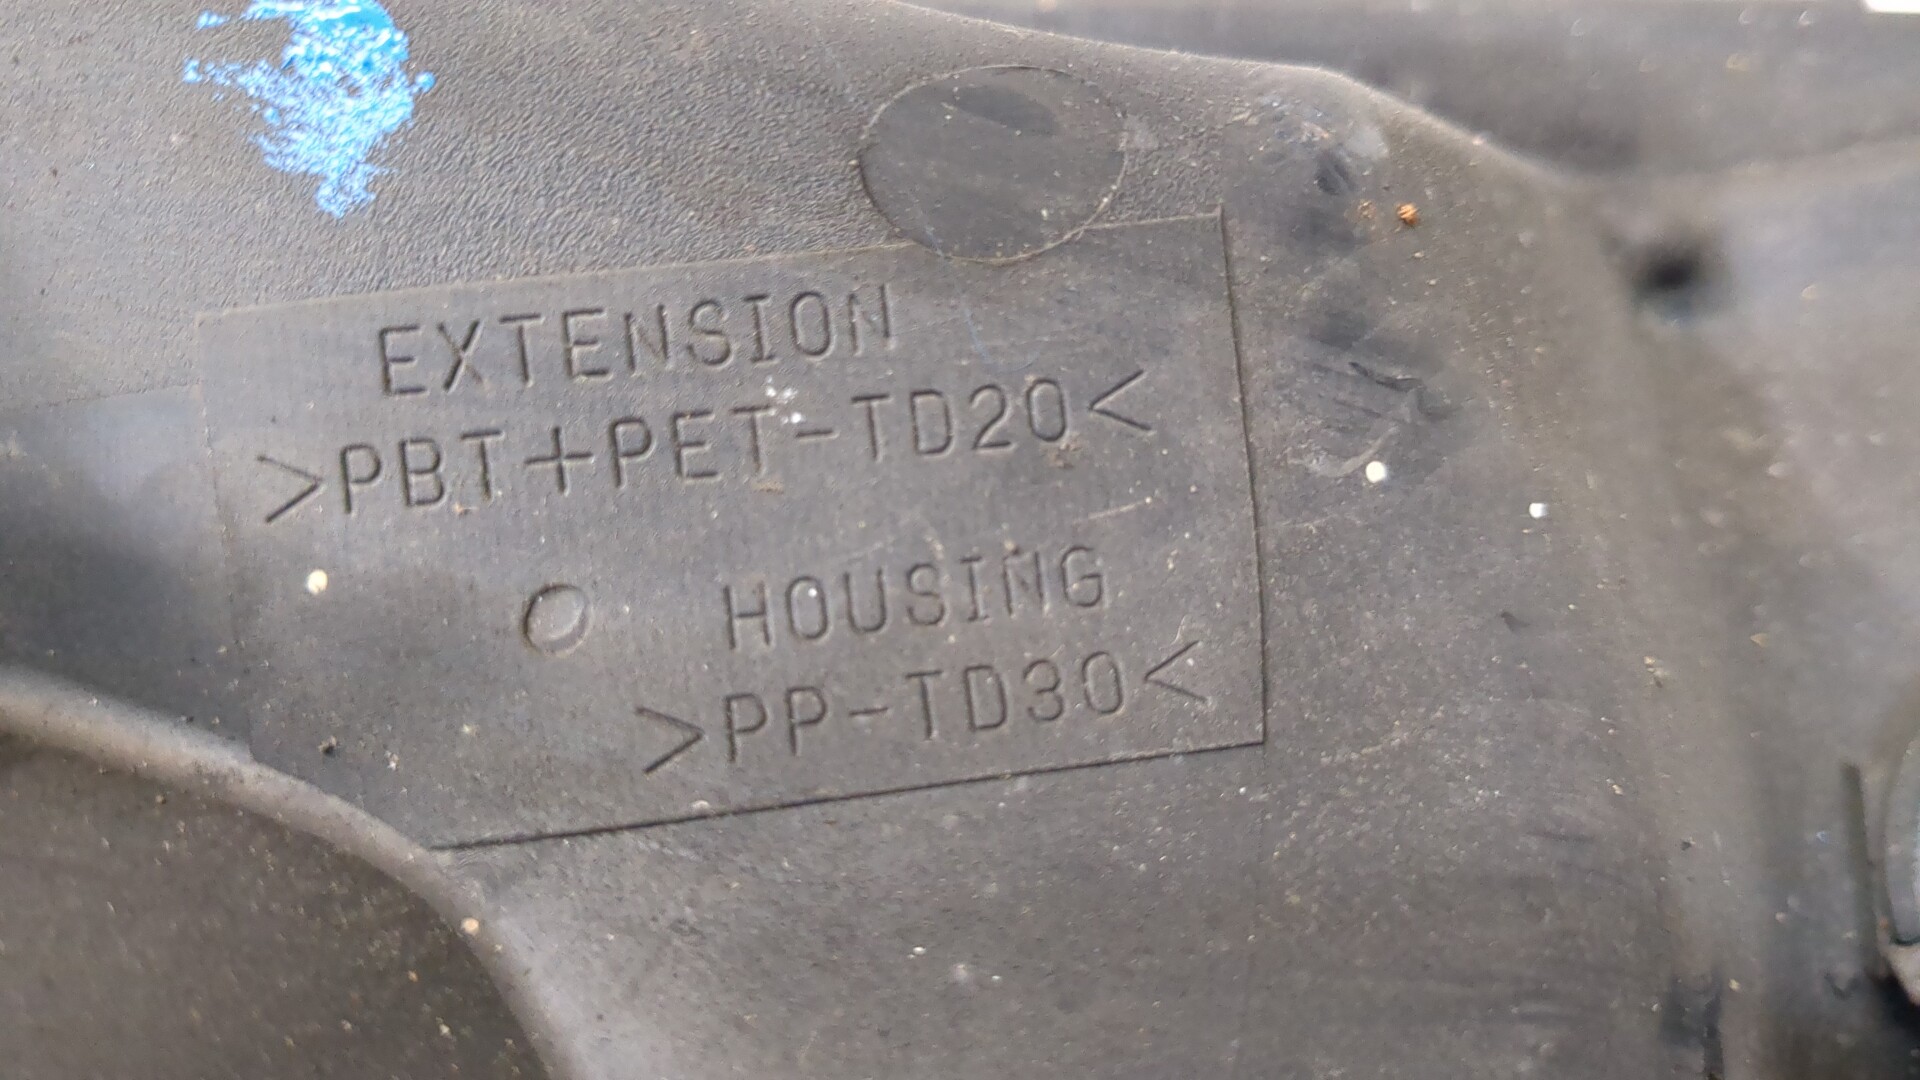 EXTENSION
>PBT+PET-TD20<
HOUSING
>PP-TD30<